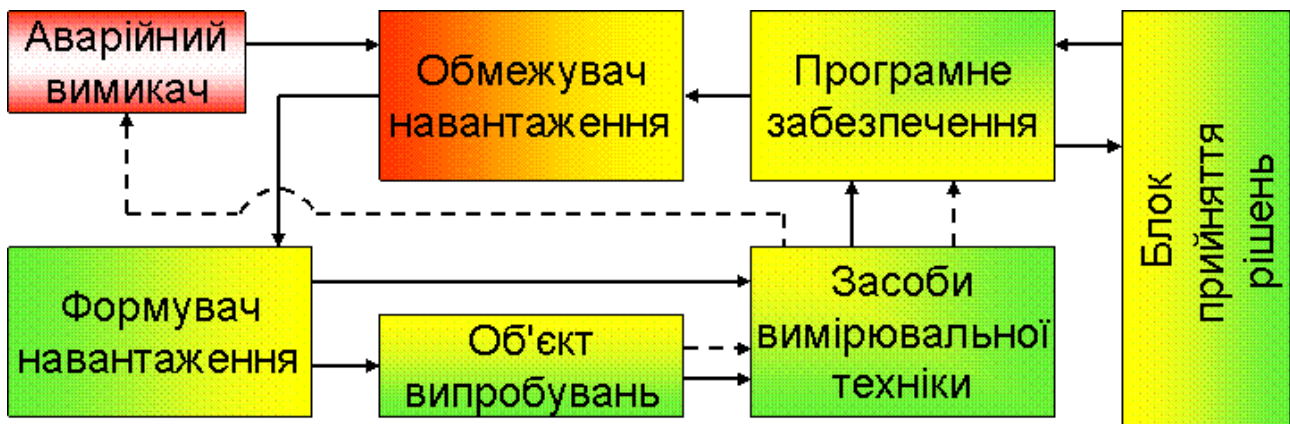 Аварійний
вимикач
Обмежувач
навантаження
Програмне
забезпечення
Блок
прийняття
рішень
Формувач
навантаження
Об'єкт
випробувань
Засоби
вимірювальної
техніки